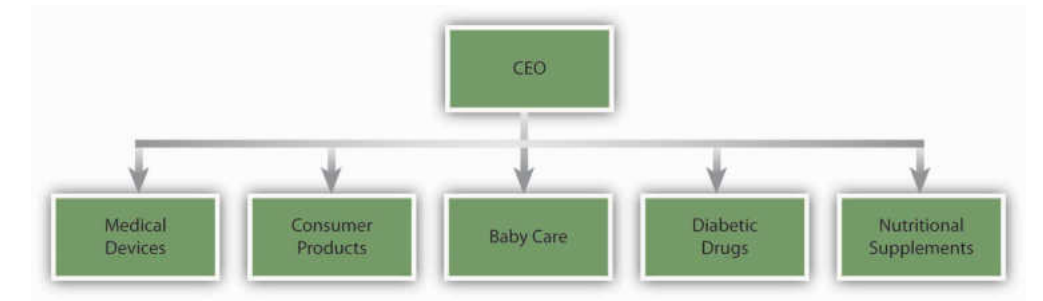 CEO
Medical
Devices
Consumer
Products
Baby Care
Diabetic
Drugs
Nutritional
Supplements